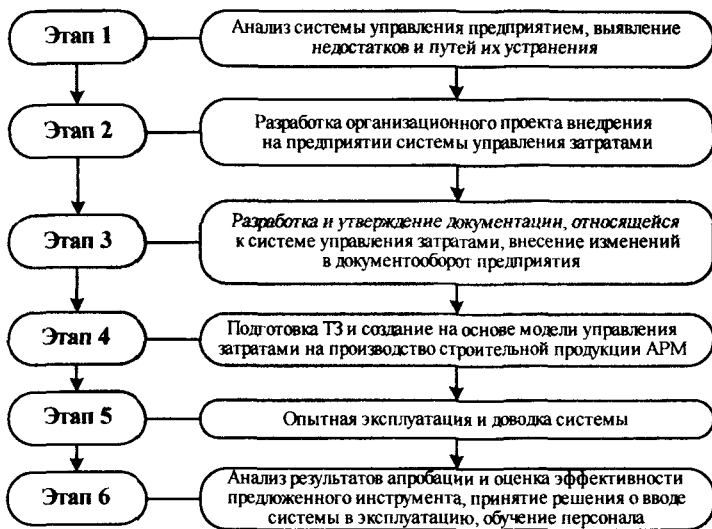 Этап 1
Анализ системы управления предприятием, выявление
недостатков и путей их устранения
Этап 2
Разработка организационного проекта внедрения
на предприятии системы управления затратами
Этап 3
Разработка и утверждение документации, относящейся
к системе управления затратами, внесение изменений
в документооборот предприятия
Этап 4
Подготовка ТЗ и создание на основе модели управления
затратами на производство строительной продукции АРМ
Этап 5
Опытная эксплуатация и доводка системы
Этап 6
Анализ результатов апробации и оценка эффективности
предложенного инструмента, принятие решения о вводе
системы в эксплуатацию, обучение персонала